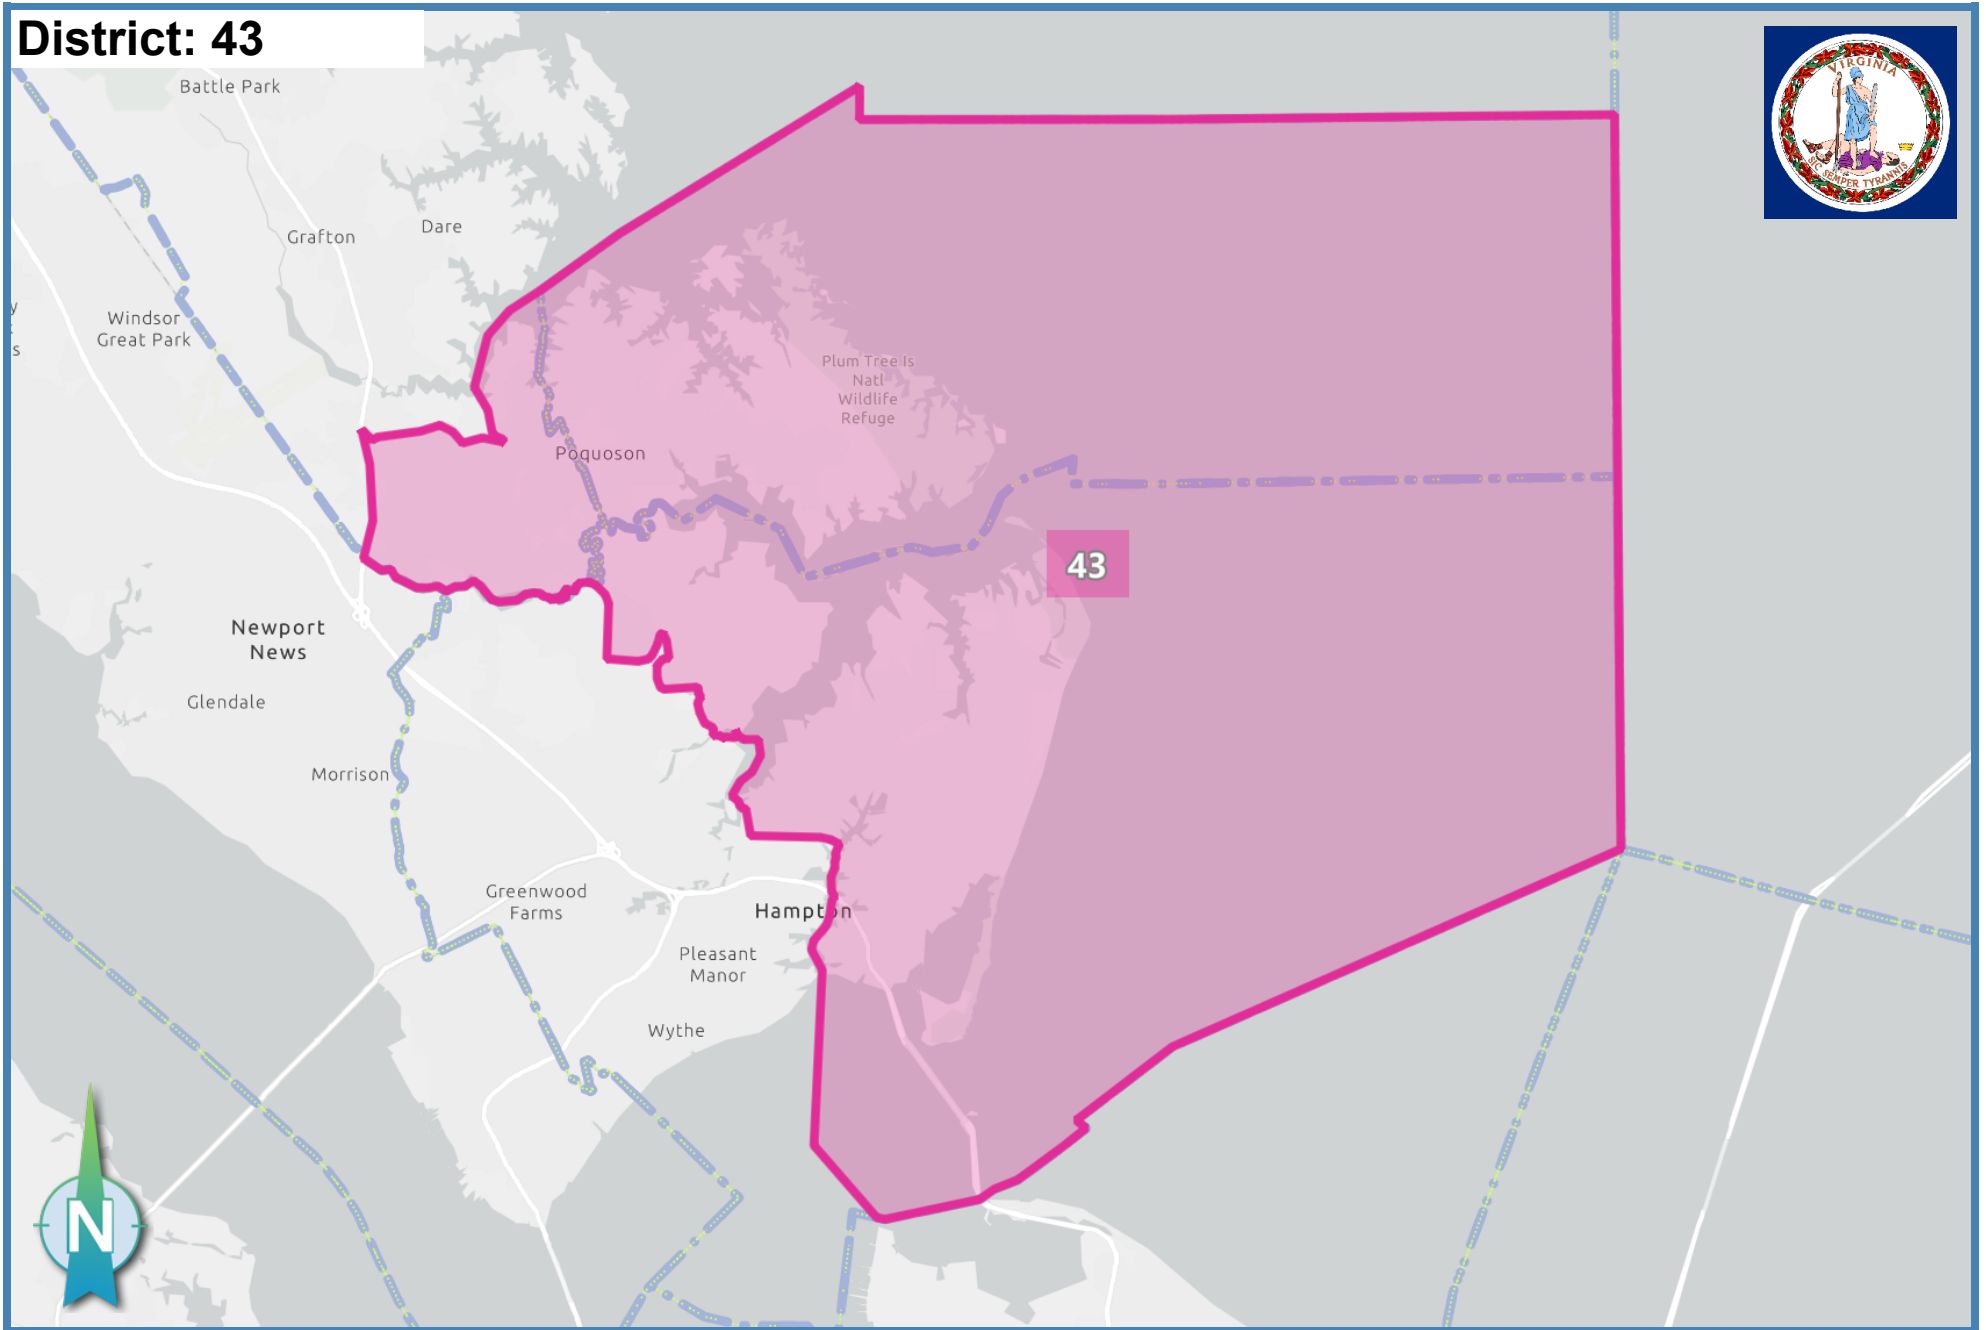 District: 43
VIRGINIA
SIC SEMPER TYRANNIS
Battle Park
Grafton
Dare
Windsor
Great Park
y
s
Plum Tree Is
Natl
Wildlife
Refuge
Poquoson
43
Newport
News
Glendale
Morrison
Greenwood
Farms
Hampton
Pleasant
Manor
Wythe
N